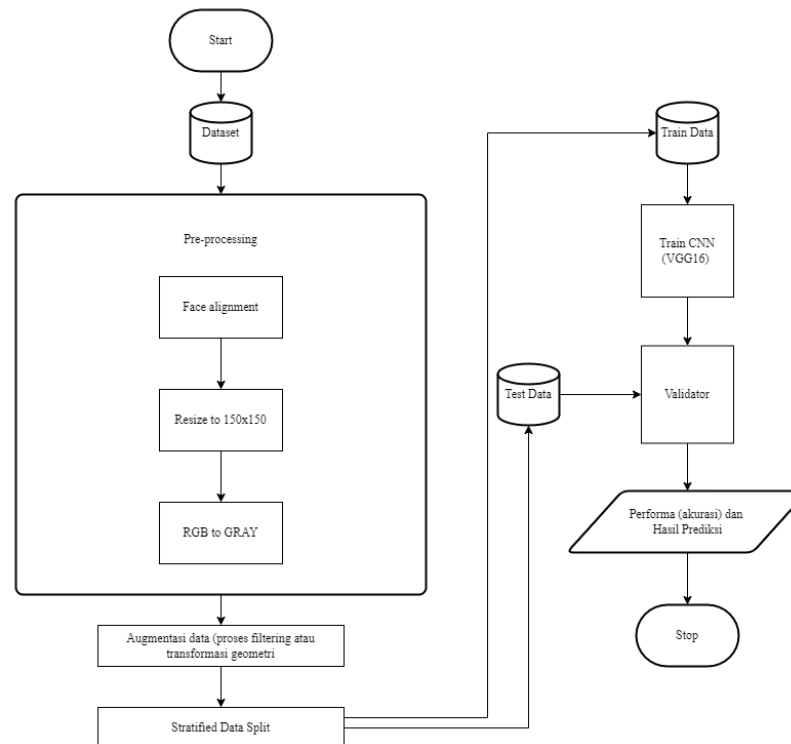 Start
Dataset
Pre-processing
Face alignment
Resize to 150x150
RGB to GRAY
Augmentasi data (proses filtering atau
transformasi geometri
Stratified Data Split
Train Data
Train CNN
(VGG16)
Test Data
Validator
Performa (akurasi) dan
Hasil Prediksi
Stop